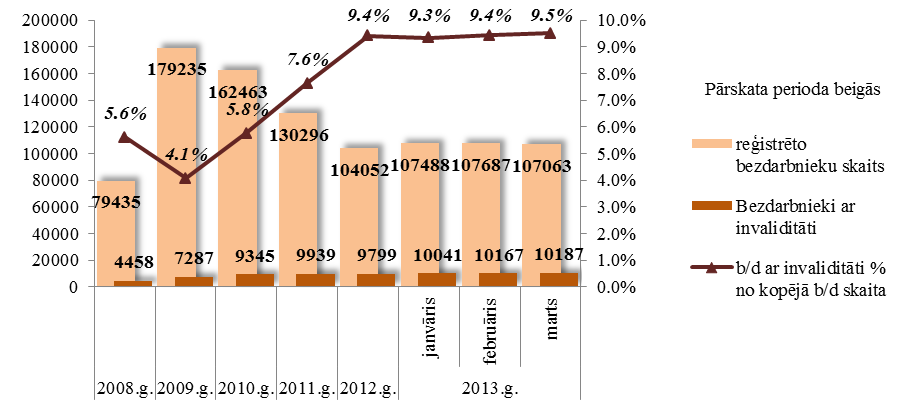 200000
180000
160000
140000
120000
100000
80000
60000
40000
20000
0
10.0%
9.0%
8.0%
7.0%
6.0%
5.0%
4.0%
3.0%
2.0%
1.0%
0.0%
5.6%
4.1%
5.8%
7.6%
9.4%
9.3%
9.4%
9.5%
79435
179235
162463
130296
104052
107488
107687
107063
4458
7287
9345
9939
9799
10041
10167
10187
janvāris
februāris
marts
2008.g.
2009.g.
2010.g.
2011.g.
2012.g.
2013.g.
Pārskata perioda beigās
reģistrēto
bezdarbnieku skaits
Bezdarbnieki ar
invaliditāti
b/d ar invaliditāti %
no kopējā b/d skaita